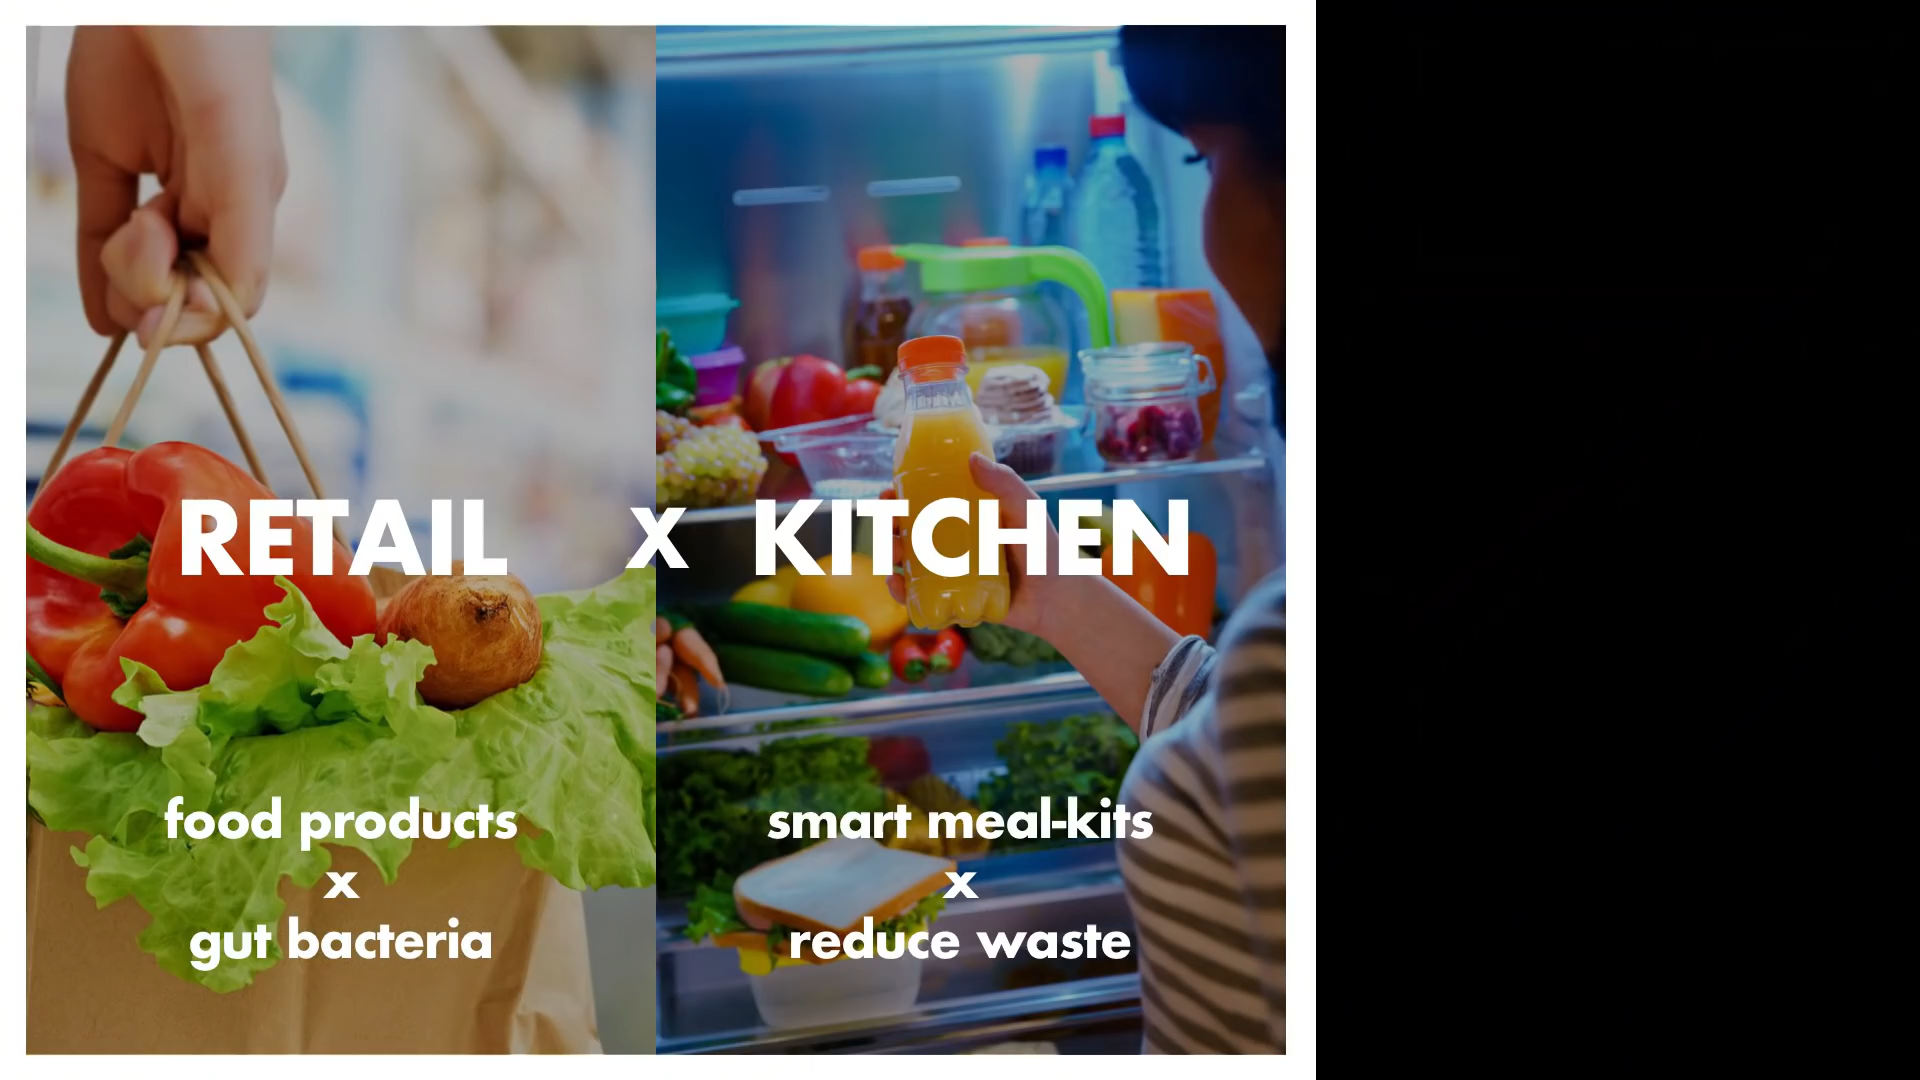 RETAIL x KITCHEN
food products
x
gut bacteria
smart meal-kits
x
reduce waste